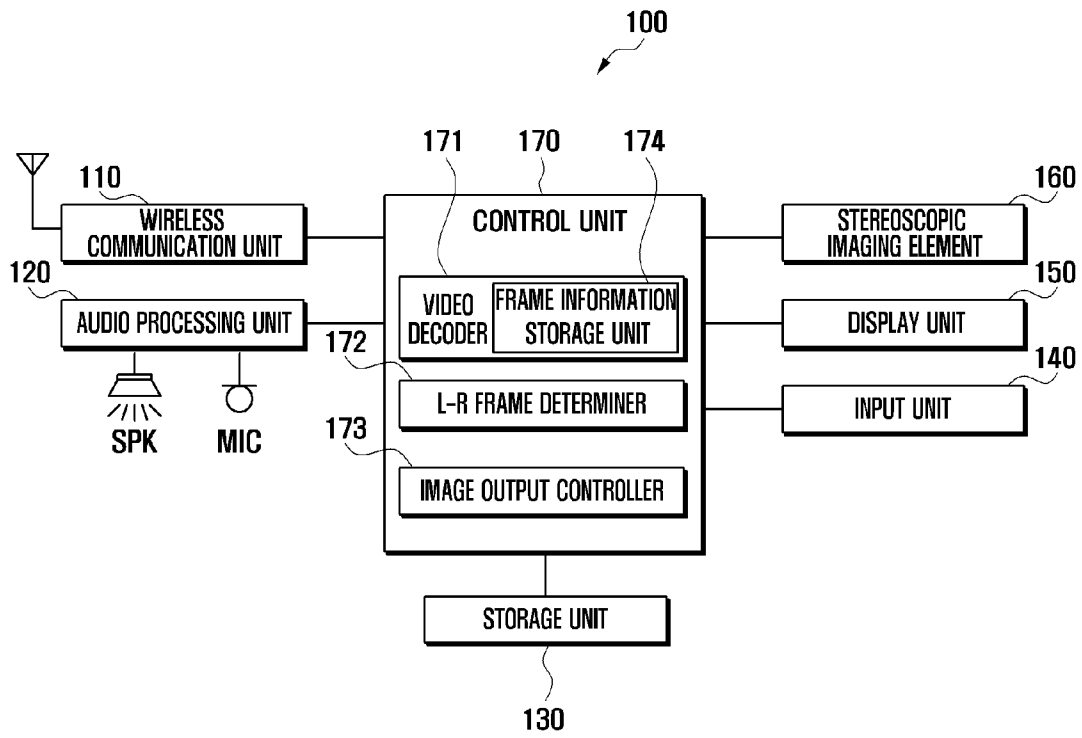 100
171
170
174
110
160
WIRELESS
COMMUNICATION UNIT
CONTROL UNIT
STEREOSCOPIC
IMAGING ELEMENT
120
150
AUDIO PROCESSING UNIT
VIDEO
DECODER
FRAME INFORMATION
STORAGE UNIT
DISPLAY UNIT
172
140
L-R FRAME DETERMINER
INPUT UNIT
SPK
MIC
173
IMAGE OUTPUT CONTROLLER
STORAGE UNIT
130